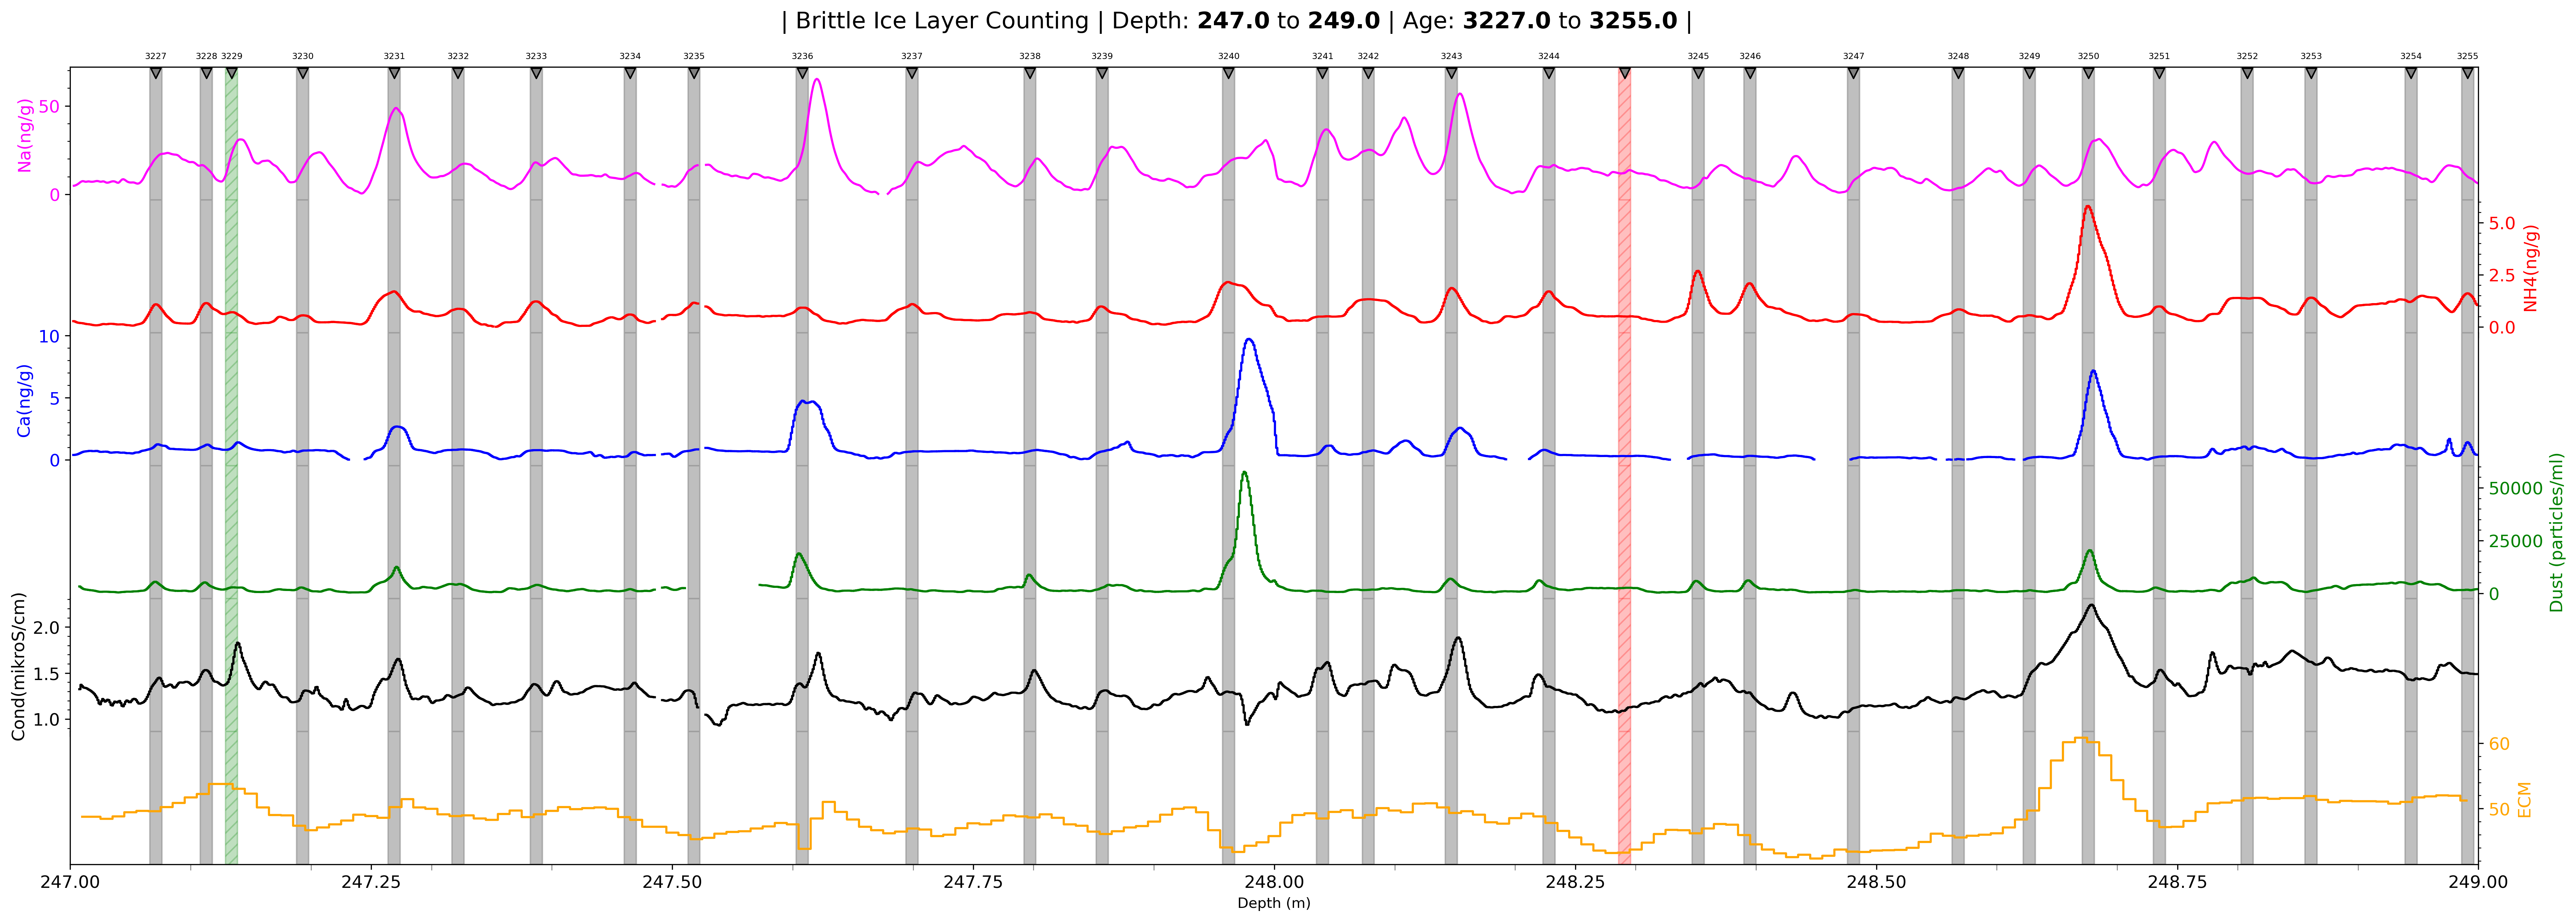 | Brittle Ice Layer Counting | Depth: 247.0 to 249.0 | Age: 3227.0 to 3255.0 |
3227 3228 3229 3230 3231 3232 3233 3234 3235 3236 3237 3238 3239 3240 3241 3242 3243 3244 3245 3246 3247 3248 3249 3250 3251 3252 3253 3254 3255
Na(ng/g)
50
0
NH4(ng/g)
5.0
2.5
0.0
Ca(ng/g)
10
5
0
Dust (particles/ml)
50000
25000
0
Cond(mikroS/cm)
2.0
1.5
1.0
ECM
60
50
247.00 247.25 247.50 247.75 248.00 248.25 248.50 248.75 249.00
Depth (m)